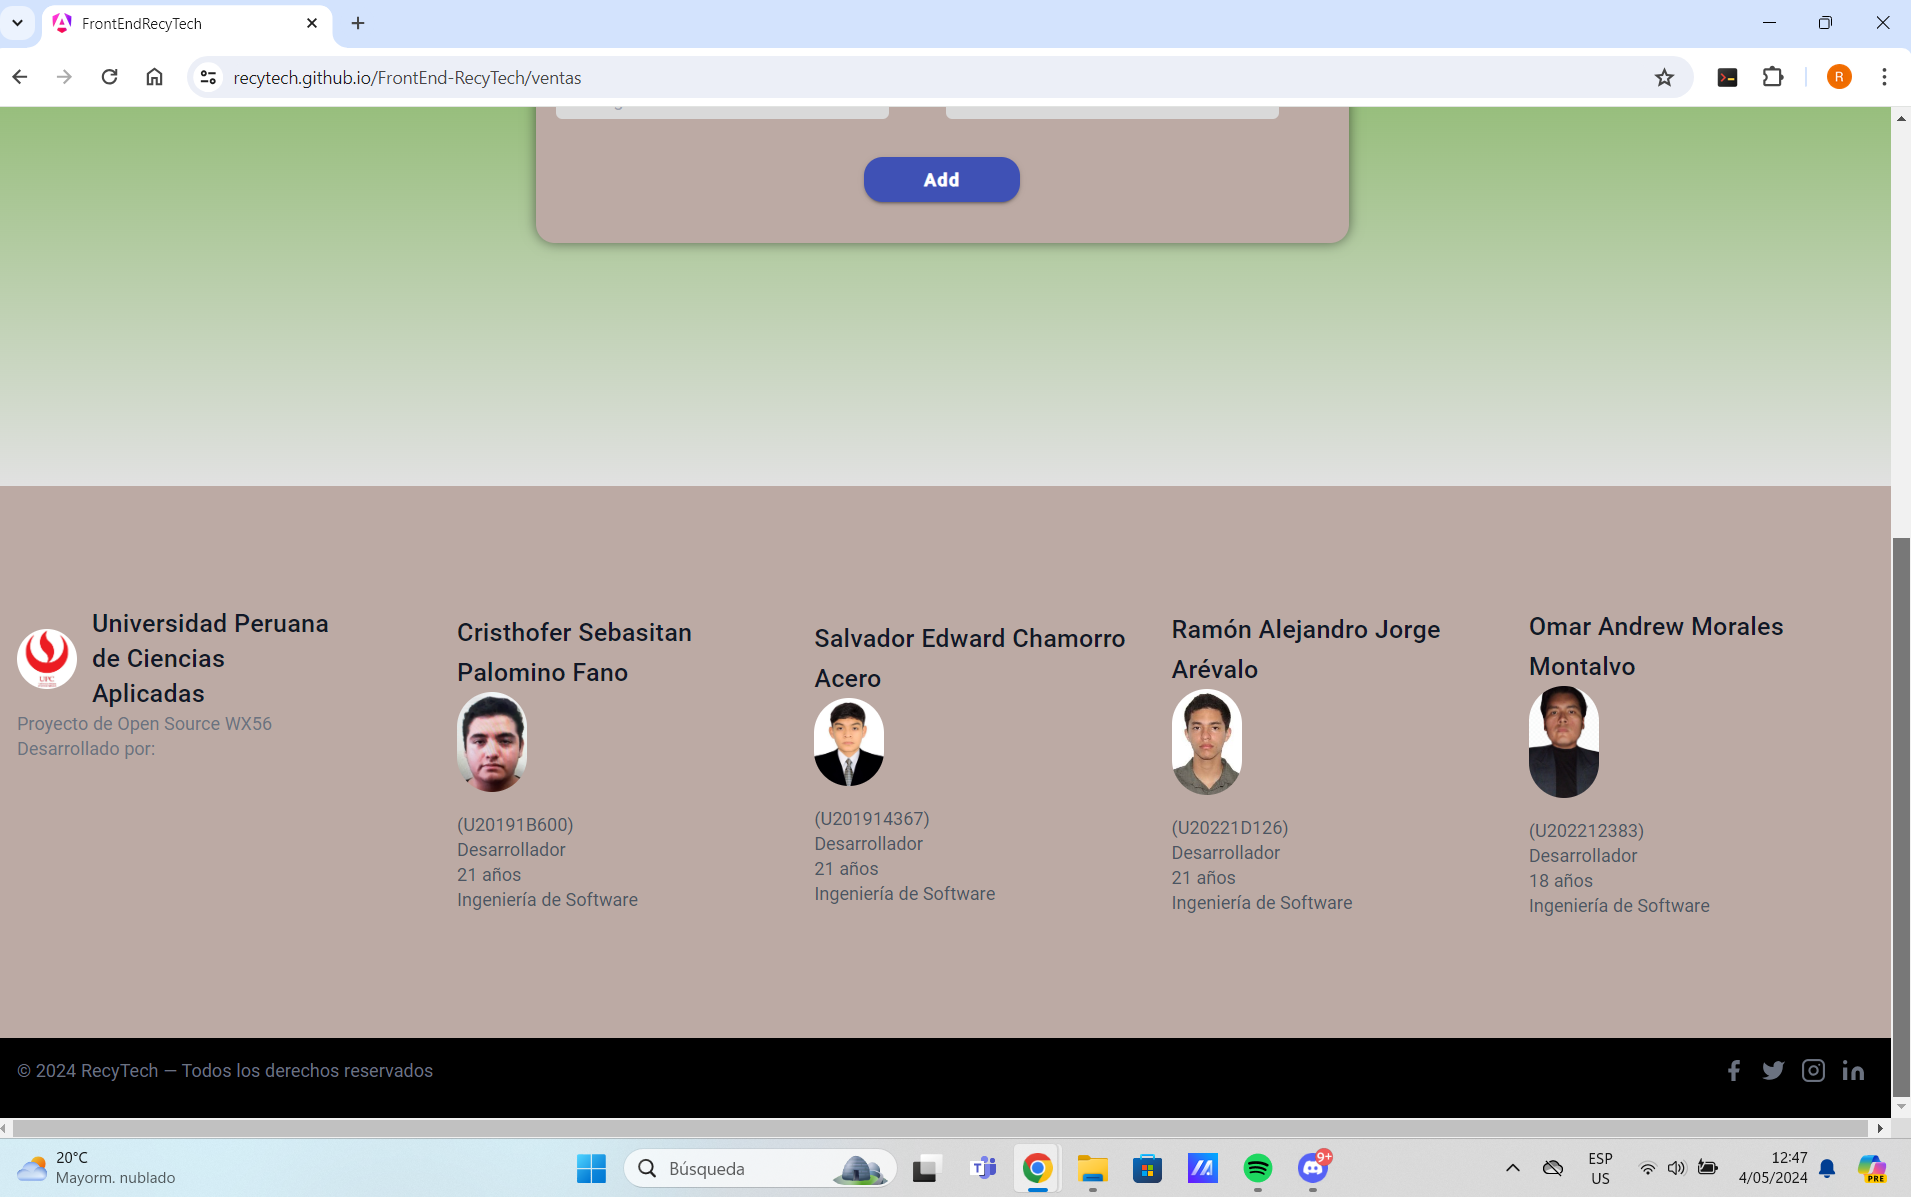 FrontEndRecyTech
recytech.github.io/FrontEnd-RecyTech/ventas
R
Add
Universidad Peruana
de Ciencias
Aplicadas
UPC
Proyecto de Open Source WX56
Desarrollado por:
Cristhofer Sebasitan
Palomino Fano
(U20191B600)
Desarrollador
21 años
Ingeniería de Software
Salvador Edward Chamorro
Acero
(U201914367)
Desarrollador
21 años
Ingeniería de Software
Ramón Alejandro Jorge
Arévalo
(U20221D126)
Desarrollador
21 años
Ingeniería de Software
Omar Andrew Morales
Montalvo
(U202212383)
Desarrollador
18 años
Ingeniería de Software
© 2024 RecyTech — Todos los derechos reservados
20°C
Mayorm. nublado
Búsqueda
9+
ESP
US
12:47
4/05/2024
PRE